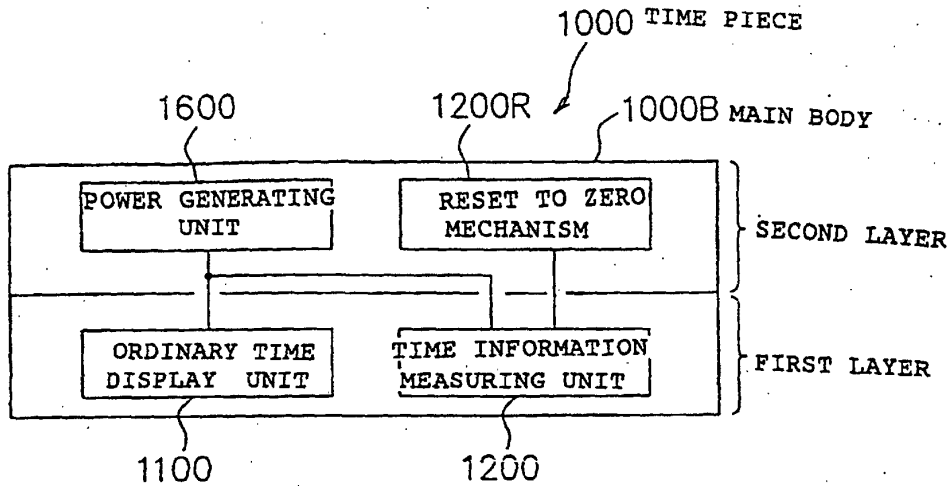 1000 TIME PIECE
1600
1200R
1000B MAIN BODY
POWER GENERATING
UNIT
RESET TO ZERO
MECHANISM
SECOND LAYER
ORDINARY TIME
DISPLAY UNIT
TIME INFORMATION
MEASURING UNIT
FIRST LAYER
1100
1200